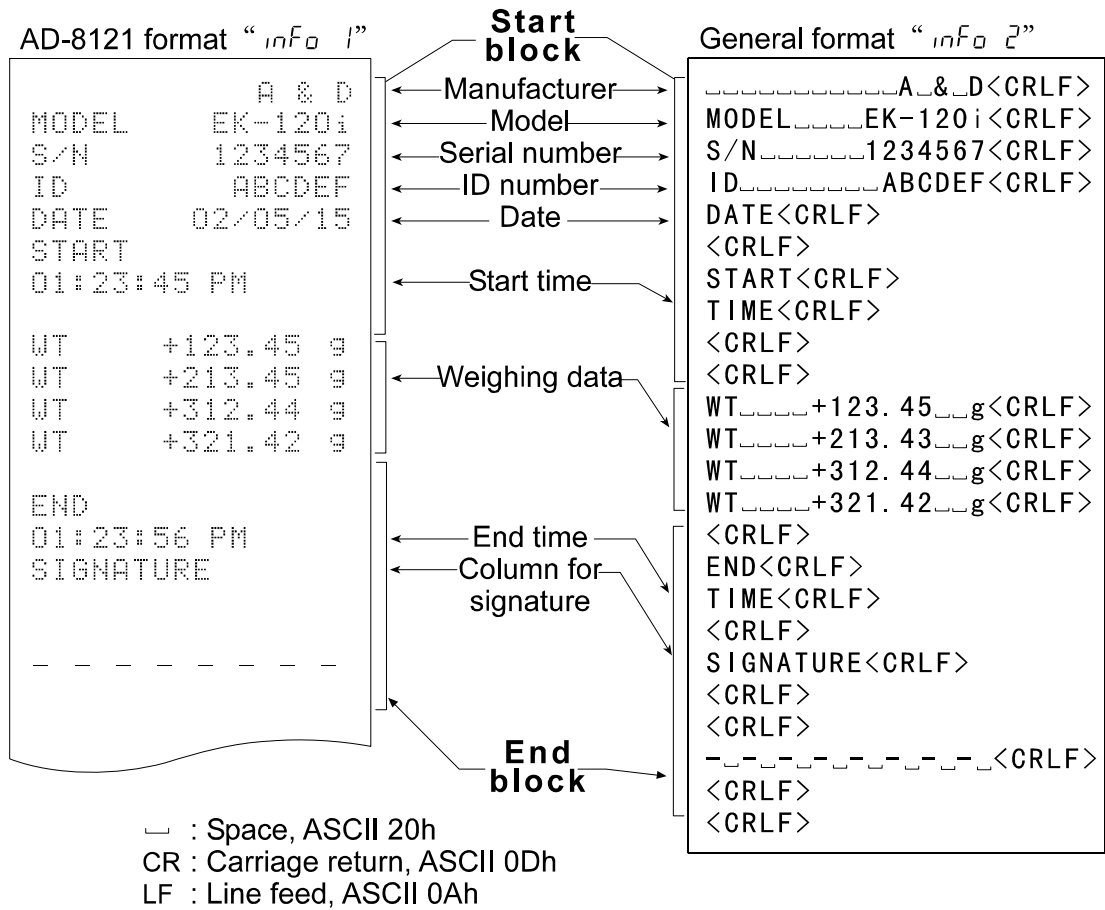 AD-8121 format “ inFo 1”
A & D
MODEL EK-120i
S/N 1234567
ID ABCDEF
DATE 02/05/15
START
01:23:45 PM
WT +123.45 g
WT +213.45 g
WT +312.44 g
WT +321.42 g
END
01:23:56 PM
SIGNATURE
_ _ _ _ _ _ _ _
Start
block
Manufacturer
Model
Serial number
ID number
Date
Start time
Weighing data
End time
Column for
signature
End
block
General format “ inFo 2”
␣␣␣␣␣␣␣␣␣␣␣A␣&␣D<CRLF>
MODEL␣␣␣␣EK-120i<CRLF>
S/N␣␣␣␣␣␣1234567<CRLF>
ID␣␣␣␣␣␣␣␣ABCDEF<CRLF>
DATE<CRLF>
<CRLF>
START<CRLF>
TIME<CRLF>
<CRLF>
<CRLF>
WT␣␣␣␣+123.45␣␣g<CRLF>
WT␣␣␣␣+213.43␣␣g<CRLF>
WT␣␣␣␣+312.44␣␣g<CRLF>
WT␣␣␣␣+321.42␣␣g<CRLF>
<CRLF>
END<CRLF>
TIME<CRLF>
<CRLF>
SIGNATURE<CRLF>
<CRLF>
<CRLF>
-␣-␣-␣-␣-␣-␣-␣-␣<CRLF>
<CRLF>
<CRLF>
␣ : Space, ASCII 20h
CR : Carriage return, ASCII 0Dh
LF : Line feed, ASCII 0Ah